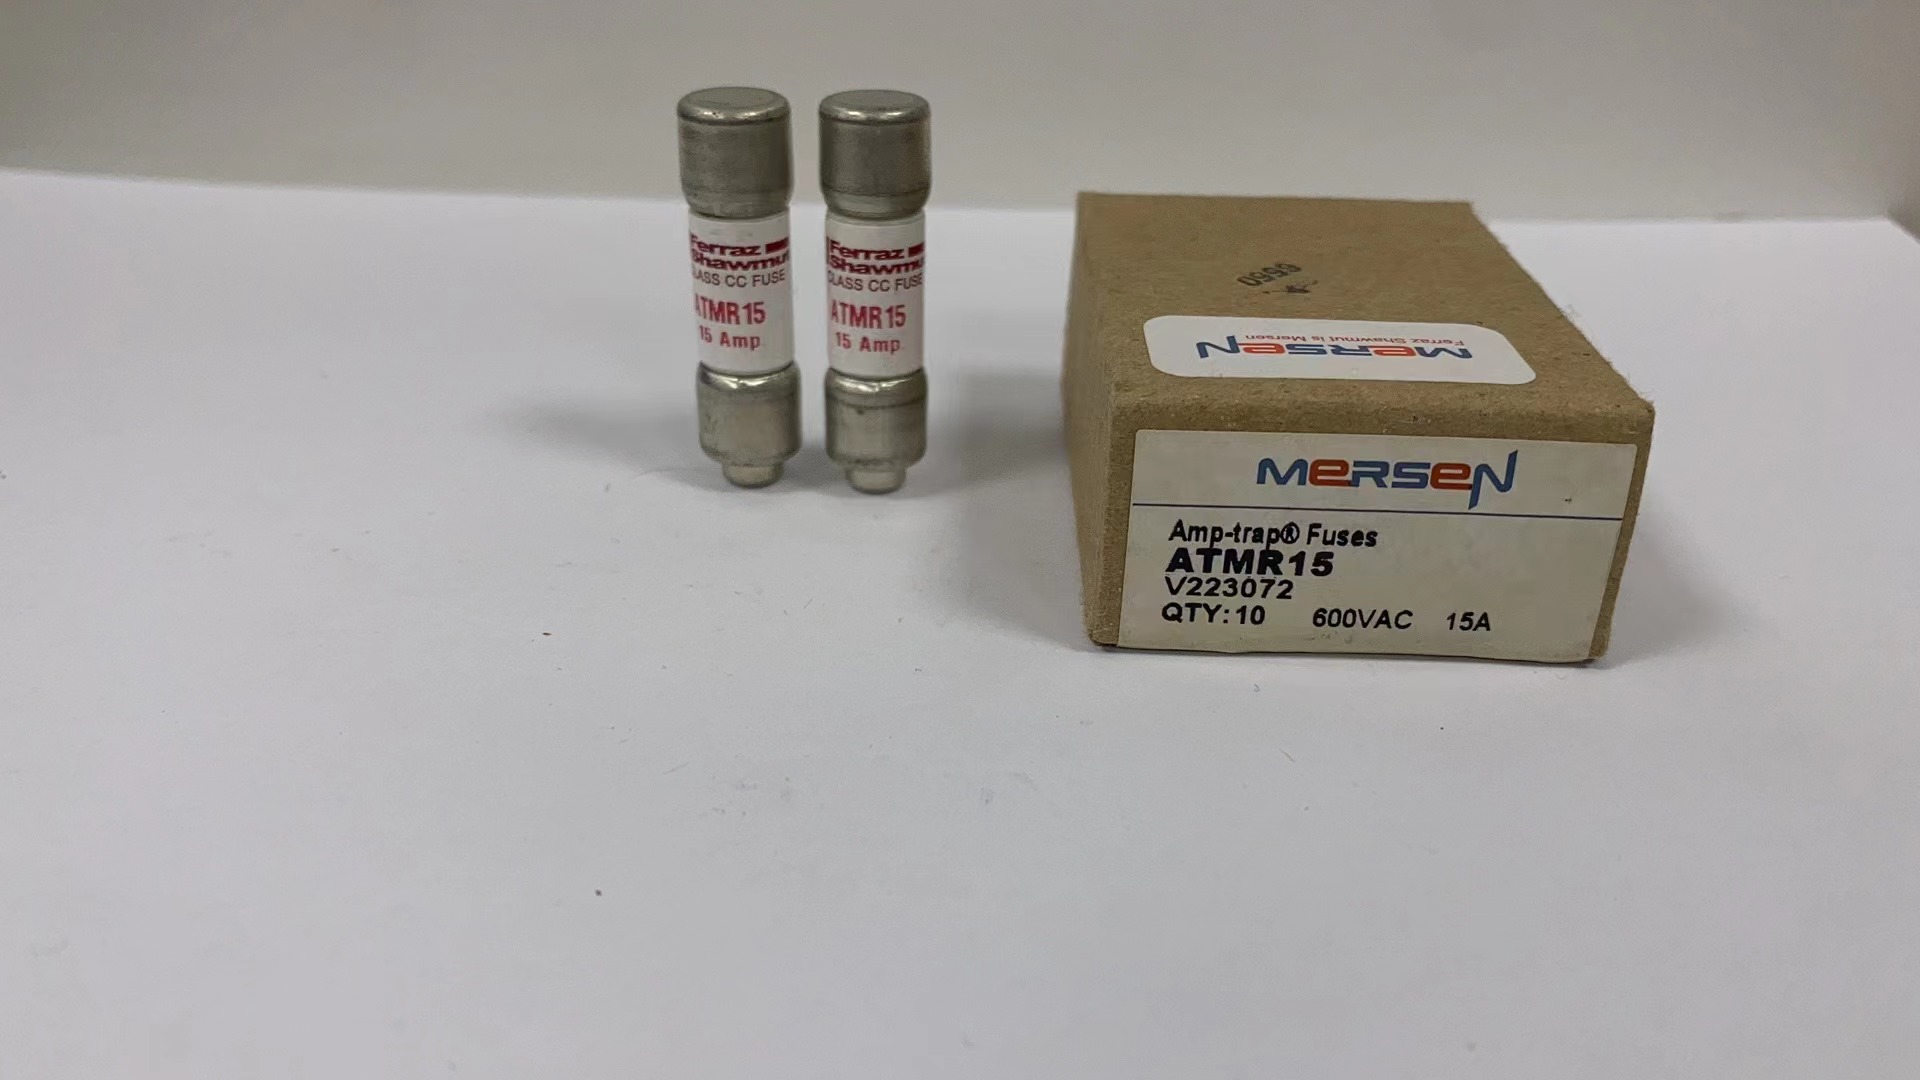 Ferraz
Shawmut
CLASS CC FUSE
ATMR15
15 Amp
Ferraz
Shawmut
CLASS CC FUSE
ATMR15
15 Amp
MERSEN
Ferraz Shawmut is Mersen
MERSEN
Amp-trap® Fuses
ATMR15
V223072
QTY: 10 600VAC 15A